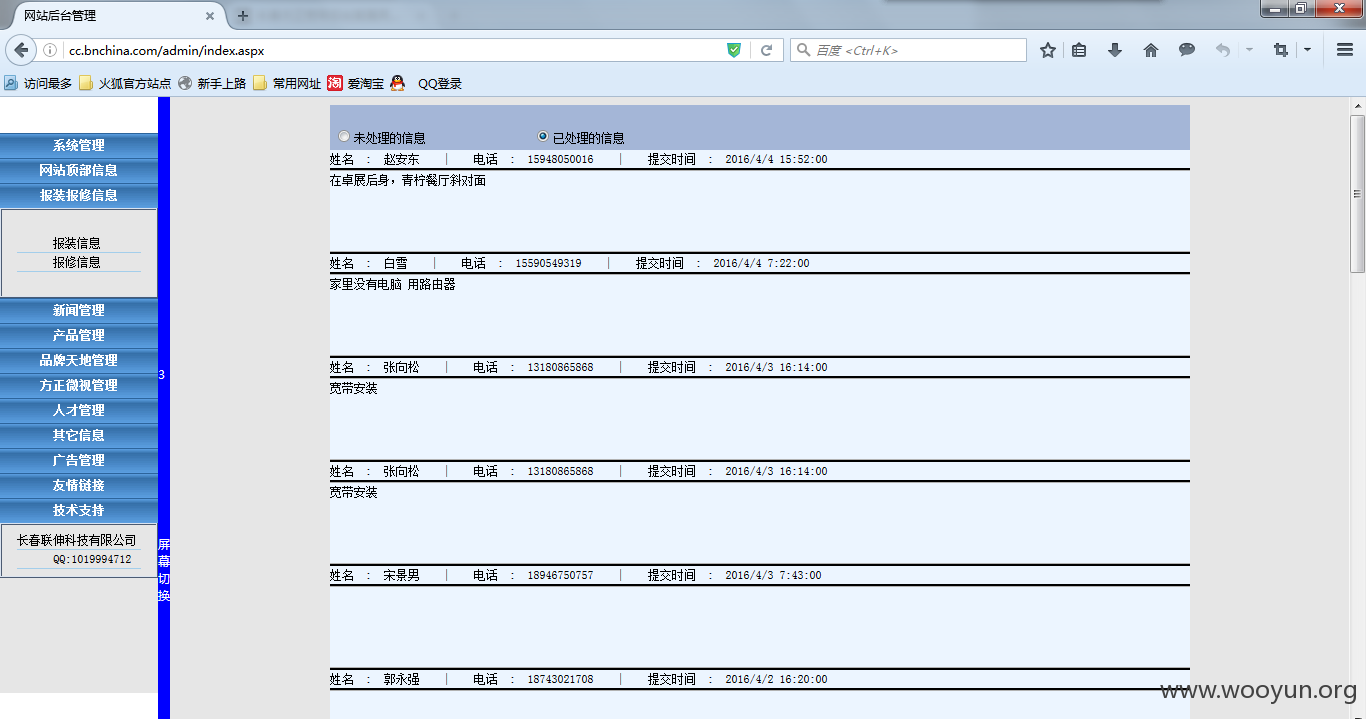 网站后台管理
cc.bnchina.com/admin/index.aspx
百度 <Ctrl+K>
访问最多 火狐官方站点 新手上路 常用网址 淘 爱淘宝 QQ登录
系统管理
网站顶部信息
报装报修信息
报装信息
报修信息
新闻管理
产品管理
品牌天地管理
方正微视管理
人才管理
其它信息
广告管理
友情链接
技术支持
长春联伸科技有限公司
QQ:1019994712
3
屏
幕
切
换
未处理的信息 已处理的信息
姓名 : 赵安东 | 电话 : 15948050016 | 提交时间 : 2016/4/4 15:52:00
在卓展后身，青柠餐厅斜对面
姓名 : 白雪 | 电话 : 15590549319 | 提交时间 : 2016/4/4 7:22:00
家里没有电脑 用路由器
姓名 : 张向松 | 电话 : 13180865868 | 提交时间 : 2016/4/3 16:14:00
宽带安装
姓名 : 张向松 | 电话 : 13180865868 | 提交时间 : 2016/4/3 16:14:00
宽带安装
姓名 : 宋景男 | 电话 : 18946750757 | 提交时间 : 2016/4/3 7:43:00
姓名 : 郭永强 | 电话 : 18743021708 | 提交时间 : 2016/4/2 16:20:00
www.wooyun.org